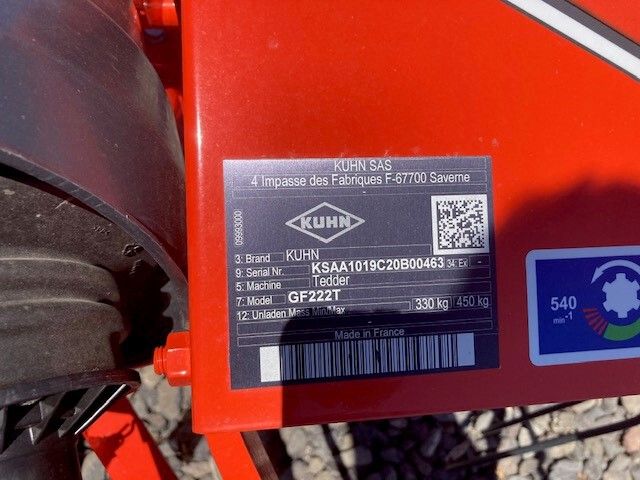 KUHN SAS
4 Impasse des Fabriques F-67700 Saverne
09993000
KUHN
3: Brand KUHN
9: Serial Nr. KSAA1019C20B00463 34: Ex -
5: Machine Tedder
7: Model GF222T
12: Unladen Mass Min/Max 330 kg 450 kg
Made in France
540
min-1